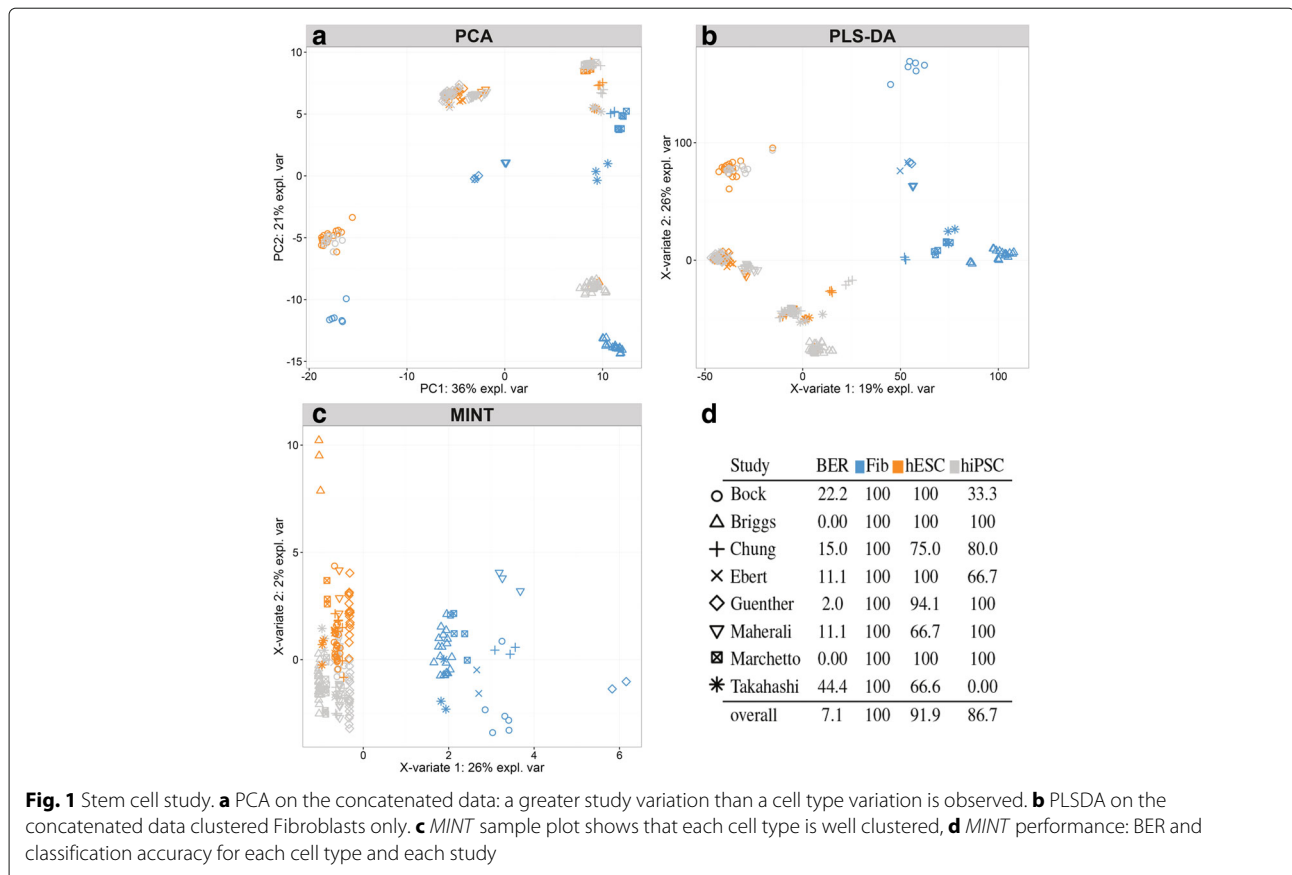 a
PCA
10
5
0
-5
-10
-15
PC2: 21% expl. var
-20
-10
0
10
PC1: 36% expl. var
b
PLS-DA
100
0
X-variate 2: 26% expl. var
-50
0
50
100
X-variate 1: 19% expl. var
c
MINT
10
5
0
X-variate 2: 2% expl. var
0
2
4
6
X-variate 1: 26% expl. var
d
Study BER Fib hESC hiPSC
Bock 22.2 100 100 33.3
Briggs 0.00 100 100 100
Chung 15.0 100 75.0 80.0
Ebert 11.1 100 100 66.7
Guenther 2.0 100 94.1 100
Maherali 11.1 100 66.7 100
Marchetto 0.00 100 100 100
Takahashi 44.4 100 66.6 0.00
overall 7.1 100 91.9 86.7
Fig. 1 Stem cell study. a PCA on the concatenated data: a greater study variation than a cell type variation is observed. b PLSDA on the
concatenated data clustered Fibroblasts only. c MINT sample plot shows that each cell type is well clustered, d MINT performance: BER and
classification accuracy for each cell type and each study